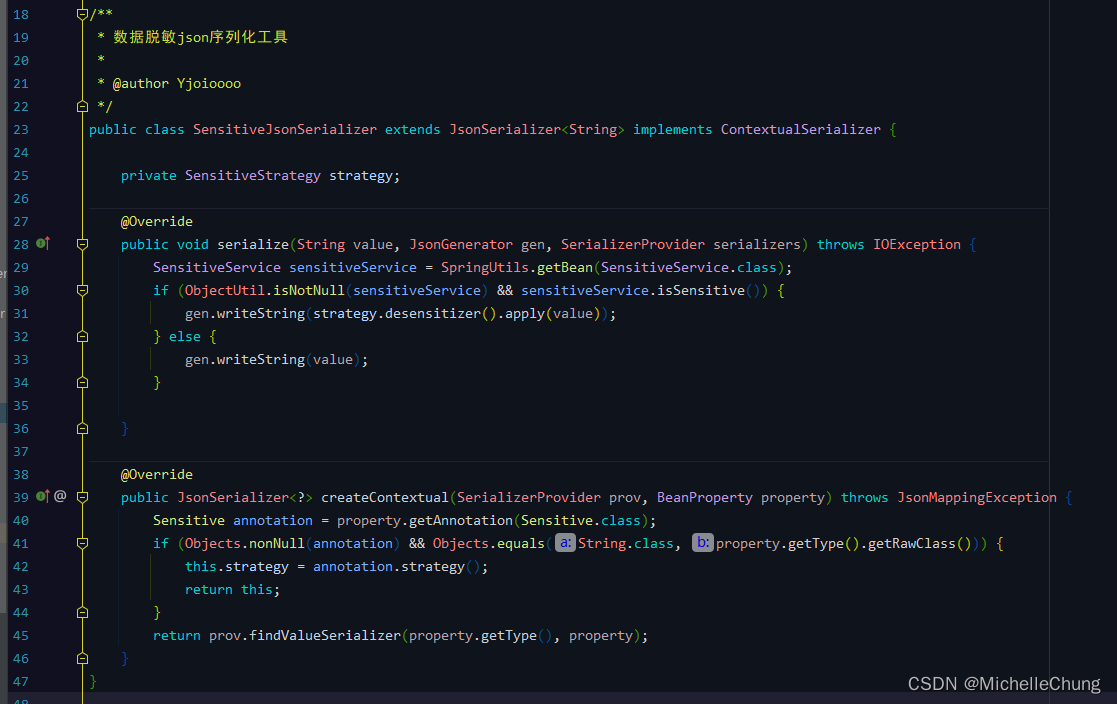 18 /**
19 * 数据脱敏json序列化工具
20 *
21 * @author Yjoioooo
22 */
23 public class SensitiveJsonSerializer extends JsonSerializer<String> implements ContextualSerializer {
24
25 private SensitiveStrategy strategy;
26
27 @Override
28 public void serialize(String value, JsonGenerator gen, SerializerProvider serializers) throws IOException {
29 SensitiveService sensitiveService = SpringUtils.getBean(SensitiveService.class);
30 if (ObjectUtil.isNotNull(sensitiveService) && sensitiveService.isSensitive()) {
31 gen.writeString(strategy.desensitizer().apply(value));
32 } else {
33 gen.writeString(value);
34 }
35
36 }
37
38 @Override
39 @ public JsonSerializer<?> createContextual(SerializerProvider prov, BeanProperty property) throws JsonMappingException {
40 Sensitive annotation = property.getAnnotation(Sensitive.class);
41 if (Objects.nonNull(annotation) && Objects.equals( a: String.class, b: property.getType().getRawClass())) {
42 this.strategy = annotation.strategy();
43 return this;
44 }
45 return prov.findValueSerializer(property.getType(), property);
46 }
47 }
48
CSDN @MichelleChung